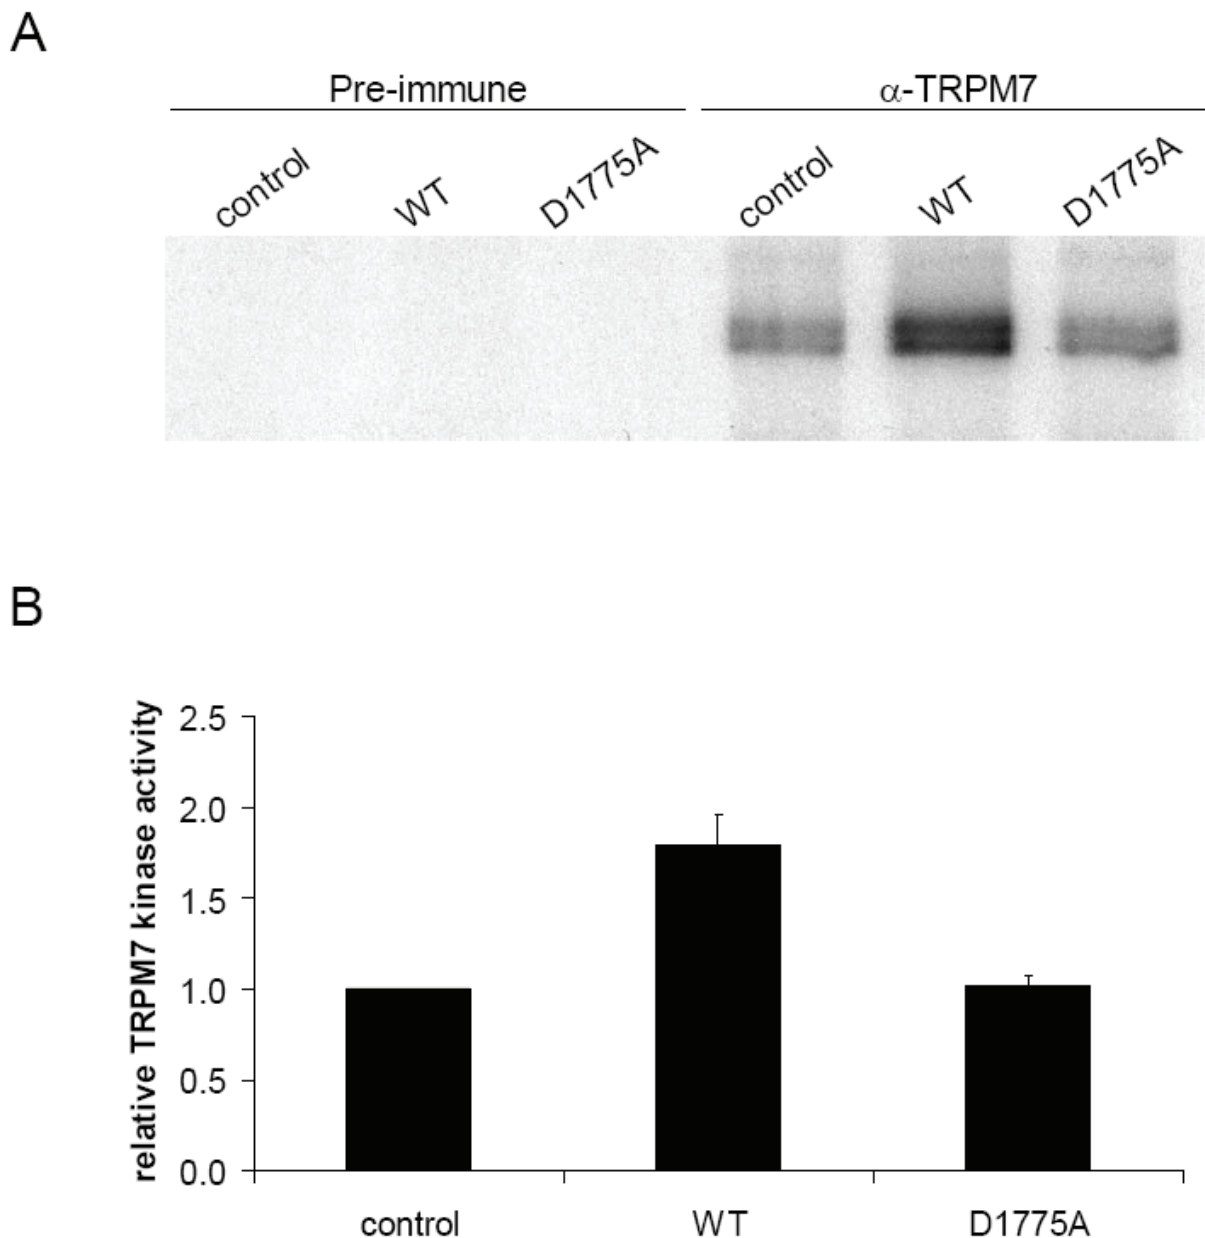 A
Pre-immune α-TRPM7
control WT D1775A control WT D1775A
B
relative TRPM7 kinase activity
2.5
2.0
1.5
1.0
0.5
0.0
control WT D1775A